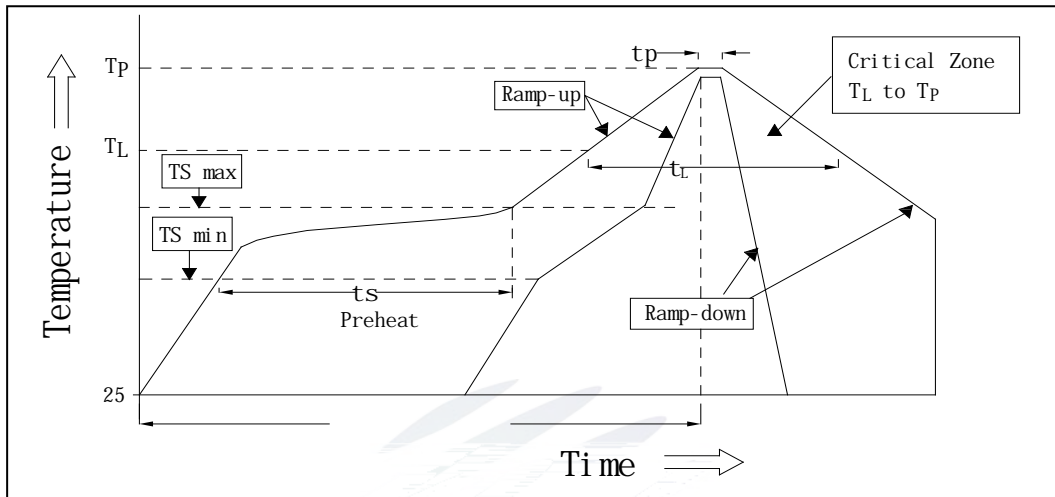 tp
Critical Zone
TL to TP
TP
Ramp-up
TL
TS max
tL
TS min
ts
Preheat
Ramp-down
25
Temperature
Time